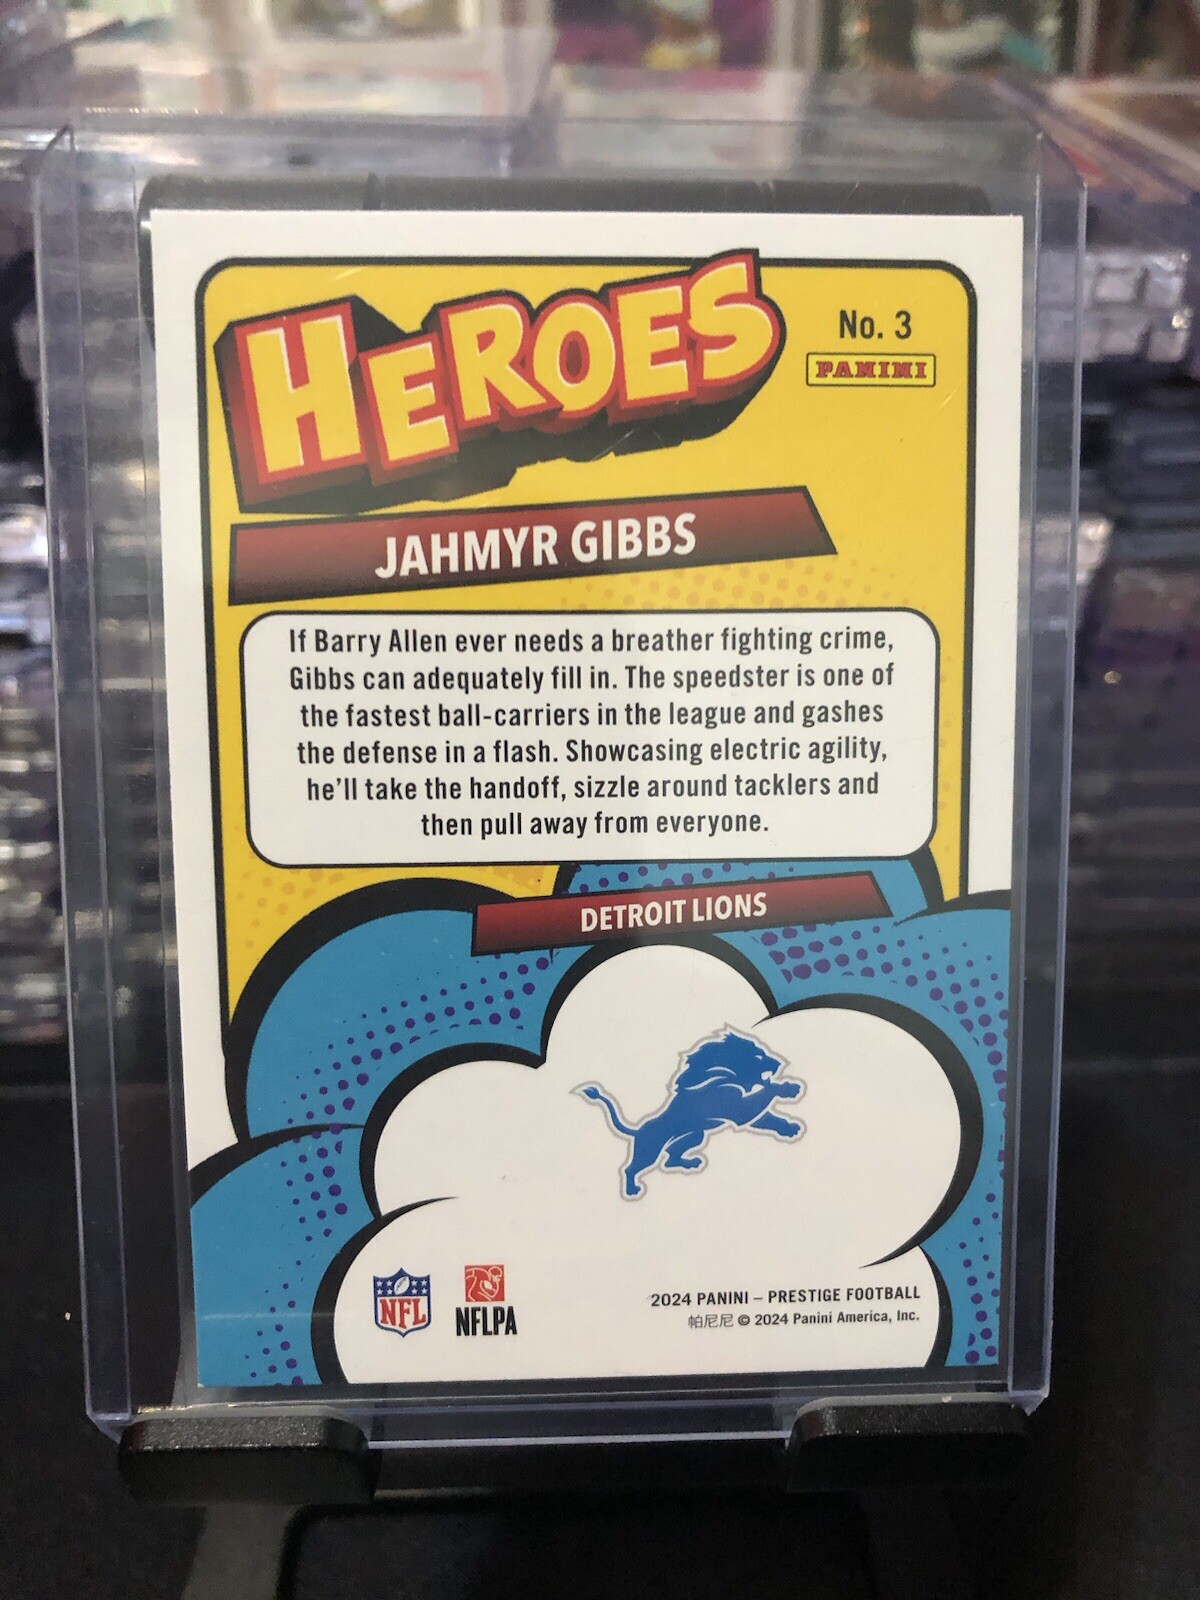 HEROES
No. 3
PANINI
JAHMYR GIBBS
If Barry Allen ever needs a breather fighting crime,
Gibbs can adequately fill in. The speedster is one of
the fastest ball-carriers in the league and gashes
the defense in a flash. Showcasing electric agility,
he'll take the handoff, sizzle around tacklers and
then pull away from everyone.
DETROIT LIONS
NFL
NFLPA
2024 PANINI – PRESTIGE FOOTBALL
帕尼尼 © 2024 Panini America, Inc.